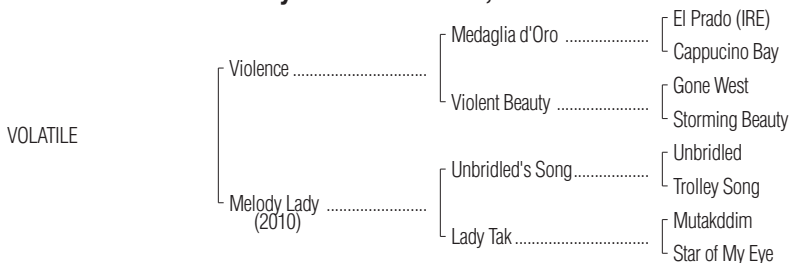 El Prado (IRE)
Medaglia d'Oro .....................
Cappucino Bay
Violence ................................
Gone West
Violent Beauty .......................
Storming Beauty
VOLATILE
Unbridled
Unbridled's Song...................
Trolley Song
Melody Lady ........................
(2010)
Mutakddim
Lady Tak ................................
Star of My Eye